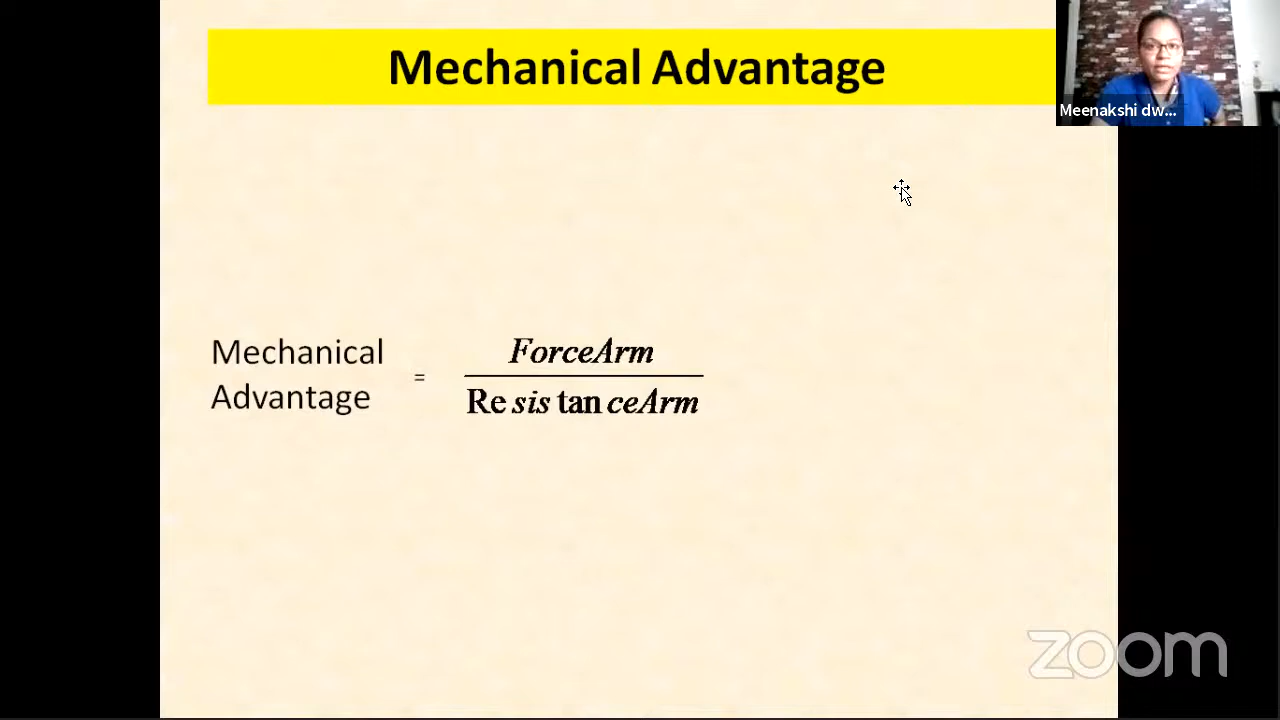 Mechanical Advantage
Meenakshi dw...
Mechanical
Advantage
=
ForceArm
Re sis tan ceArm
zoom